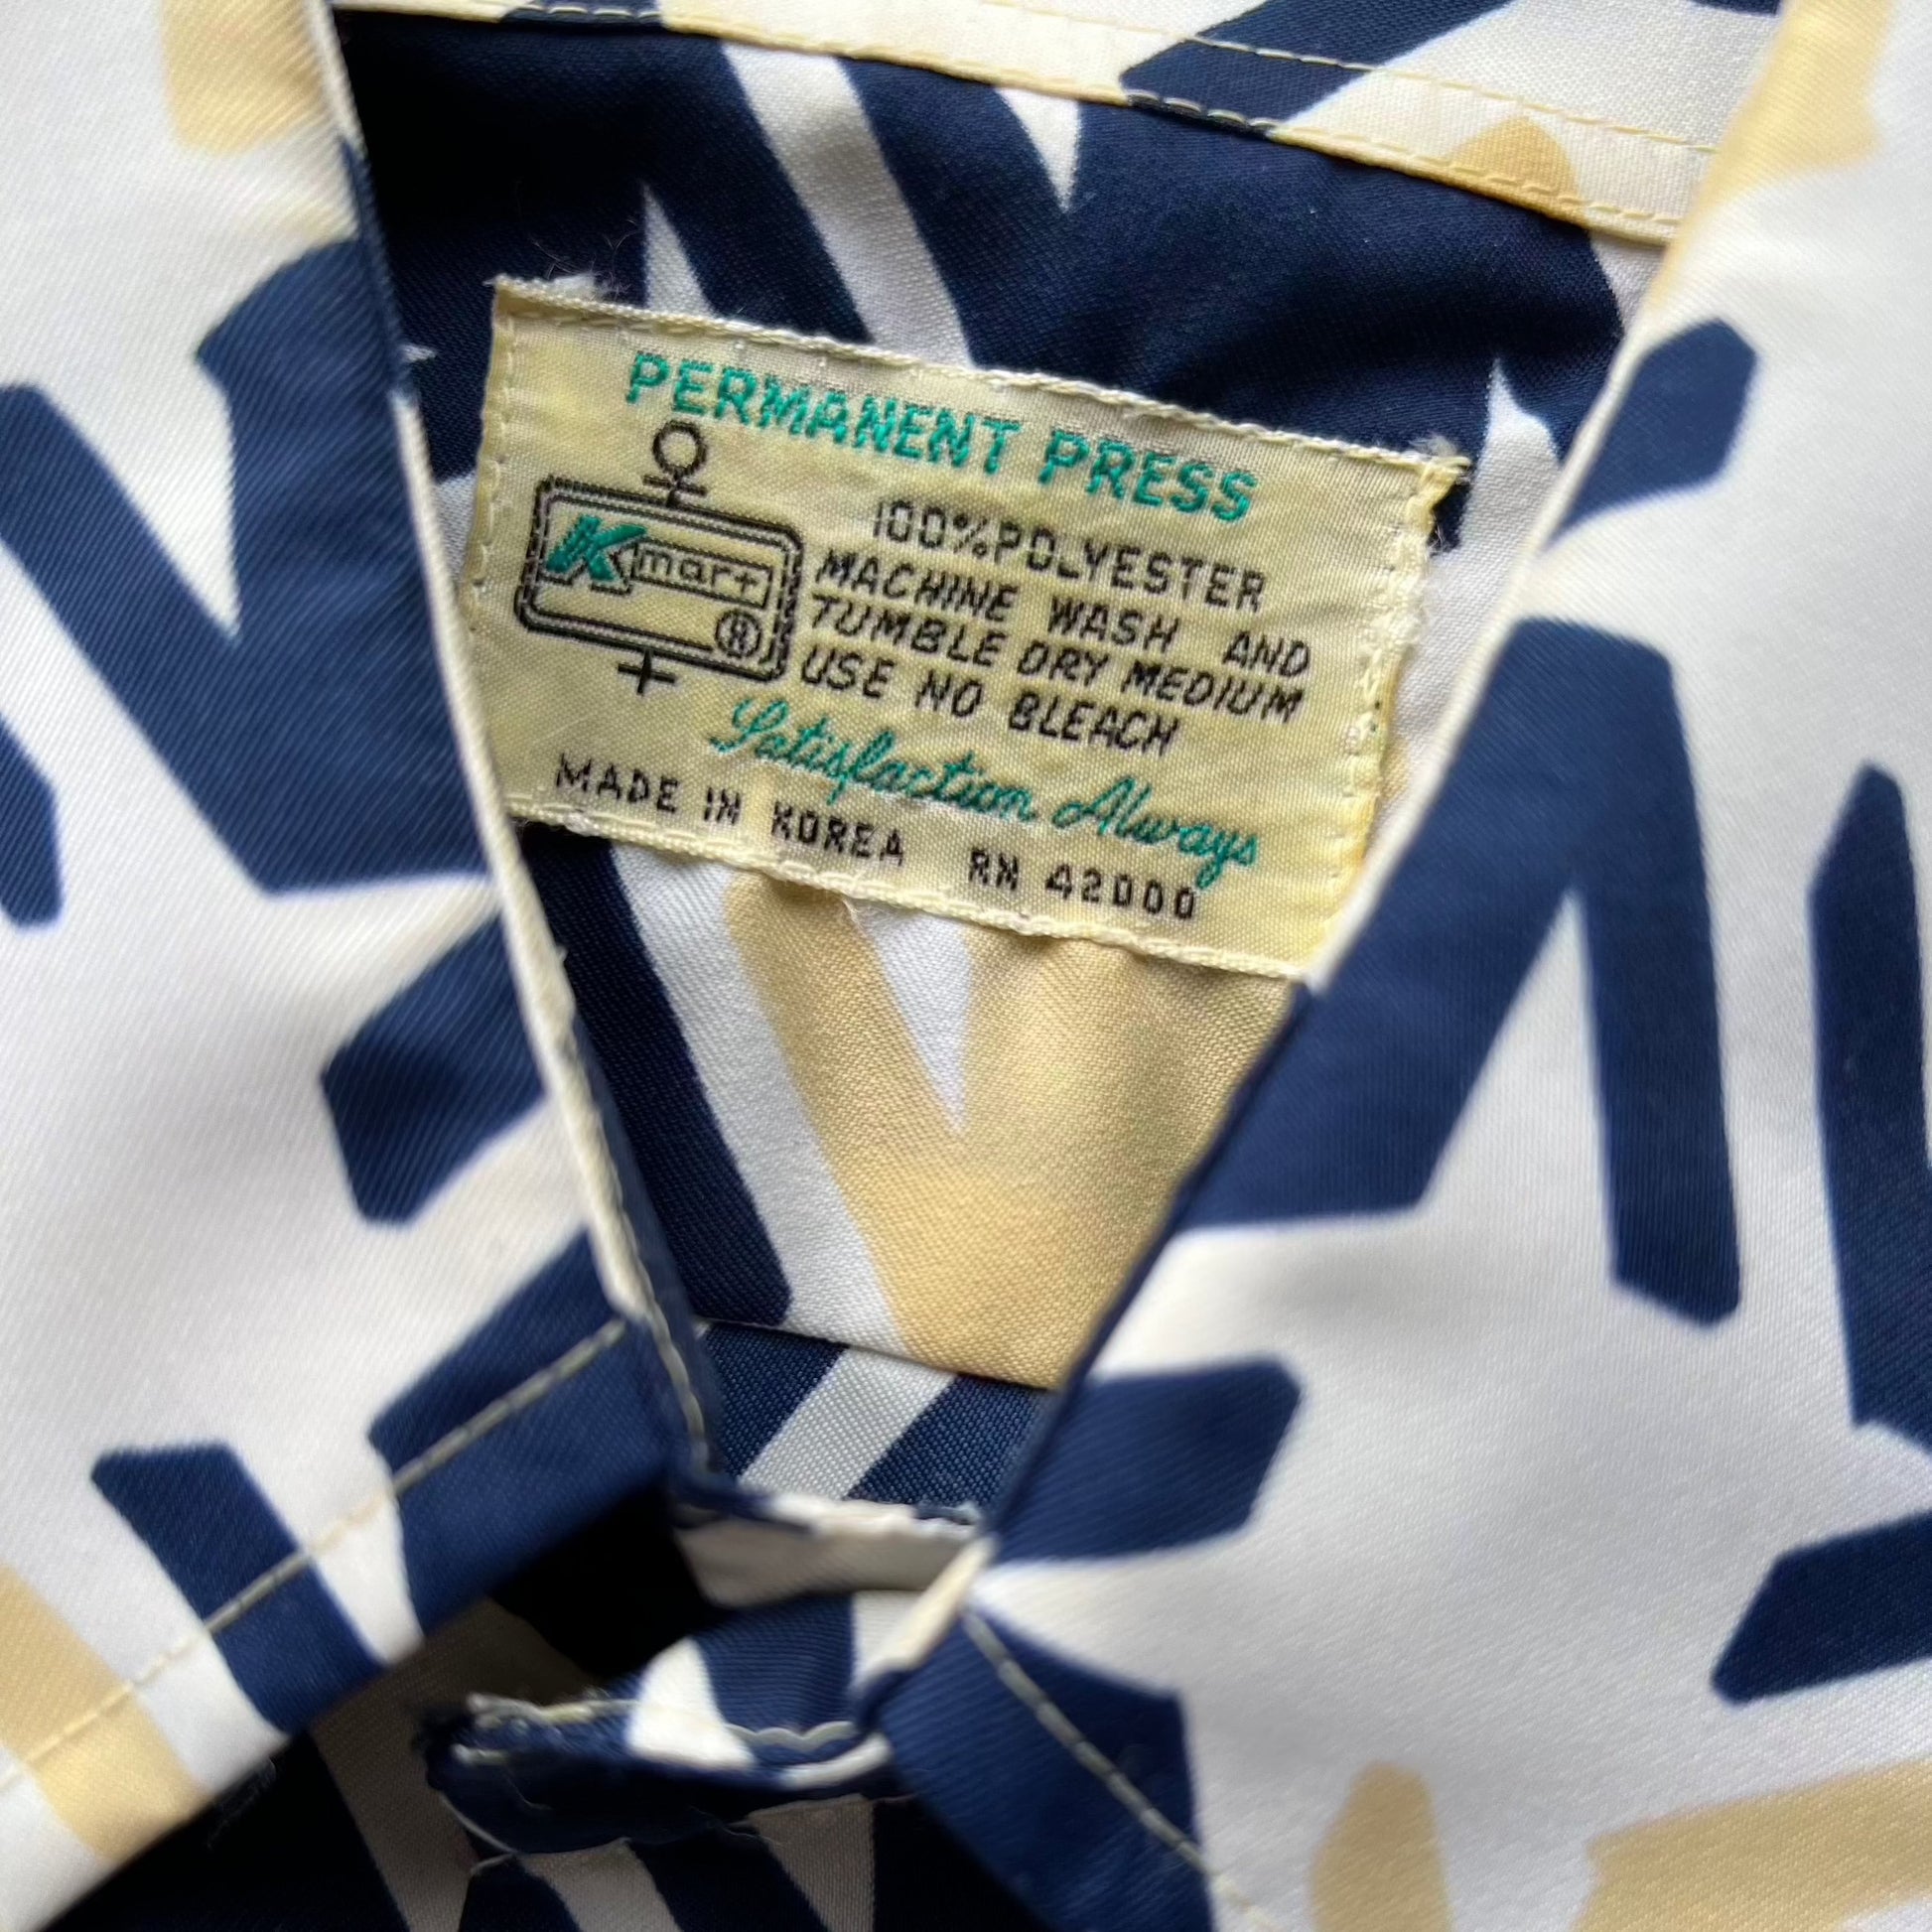 PERMANENT PRESS
Kmart ®
100% POLYESTER
MACHINE WASH AND
TUMBLE DRY MEDIUM
USE NO BLEACH
Satisfaction Always
MADE IN KOREA RN 42000